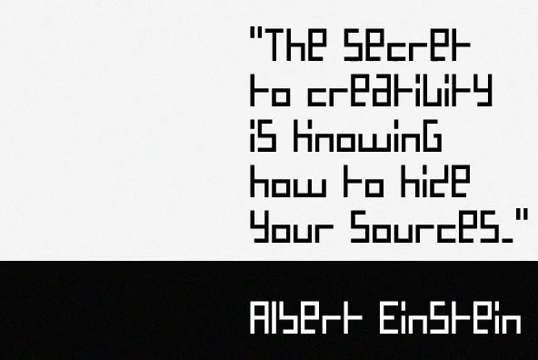 "The Secret
to creativity
is knowing
how to hide
your sources."
Albert Einstein